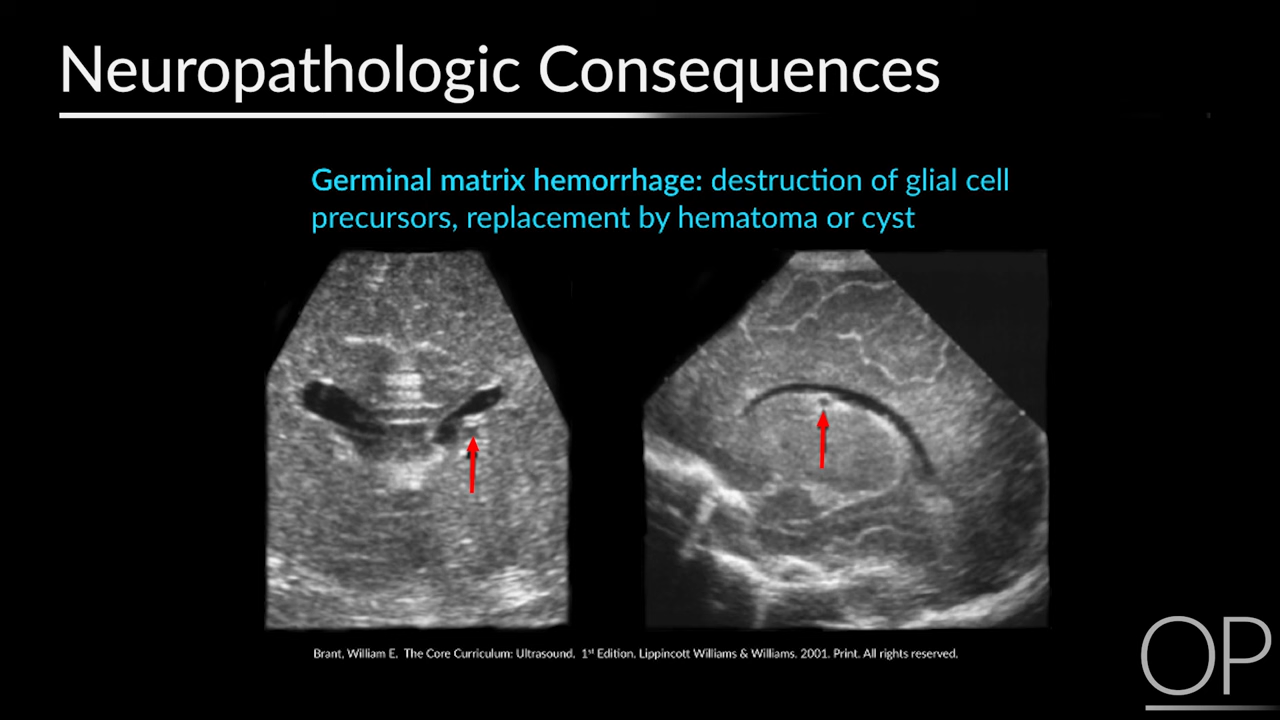 Neuropathologic Consequences
Germinal matrix hemorrhage: destruction of glial cell
precursors, replacement by hematoma or cyst
Brant, William E. The Core Curriculum: Ultrasound. 1st Edition. Lippincott Williams & Williams. 2001. Print. All rights reserved.
OP